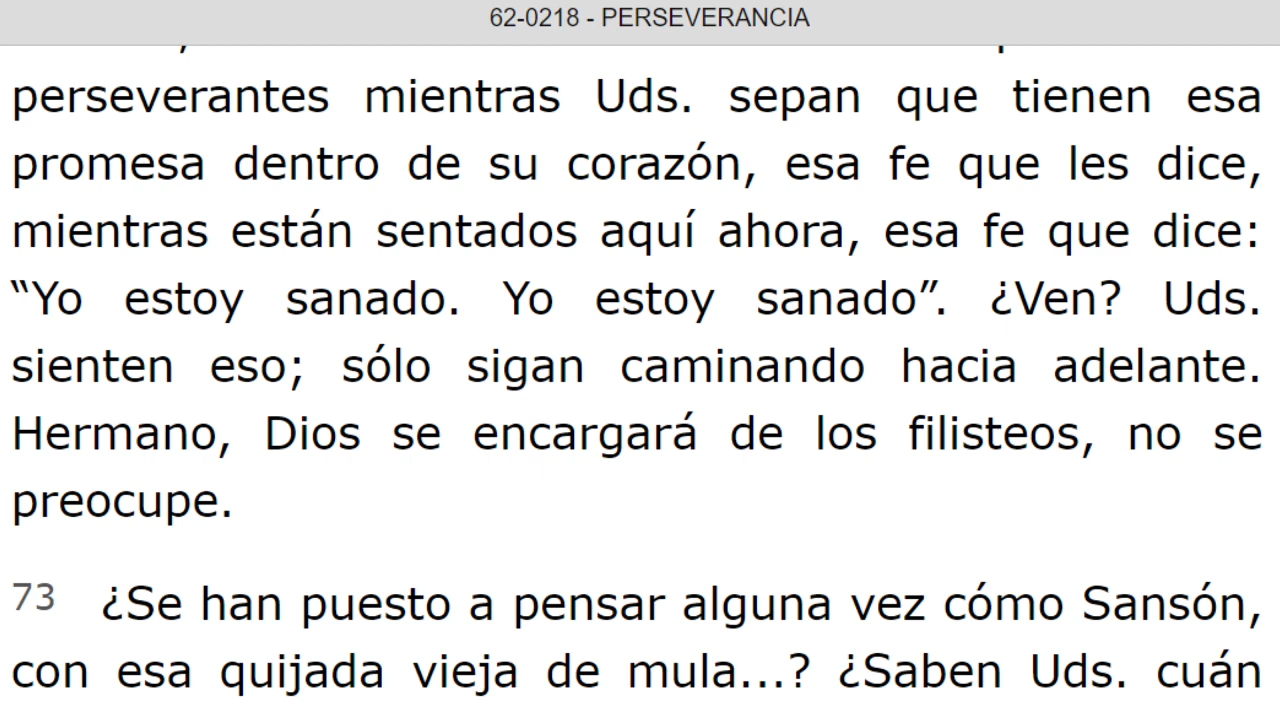 62-0218 - PERSEVERANCIA
perseverantes mientras Uds. sepan que tienen esa
promesa dentro de su corazón, esa fe que les dice,
mientras están sentados aquí ahora, esa fe que dice:
“Yo estoy sanado. Yo estoy sanado”. ¿Ven? Uds.
sienten eso; sólo sigan caminando hacia adelante.
Hermano, Dios se encargará de los filisteos, no se
preocupe.
73 ¿Se han puesto a pensar alguna vez cómo Sansón,
con esa quijada vieja de mula...? ¿Saben Uds. cuán